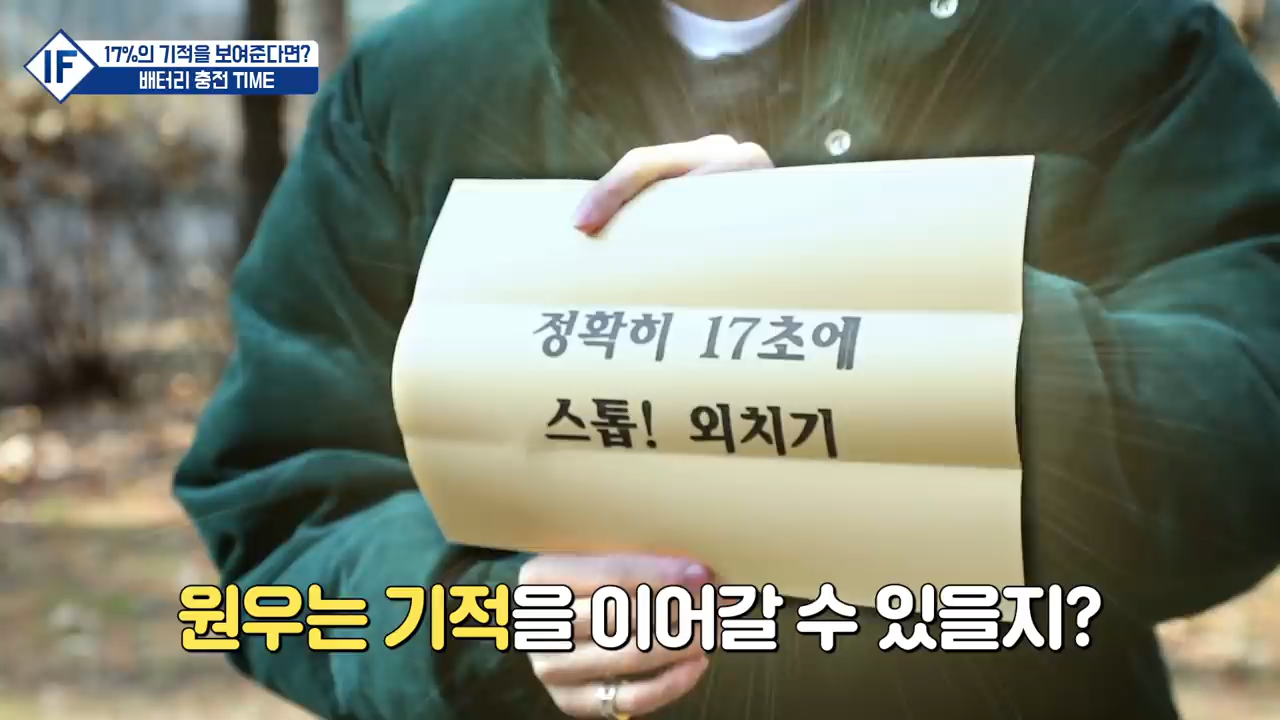 IF
17%의 기적을 보여준다면?
배터리 충전 TIME
정확히 17초에
스톱! 외치기
원우는 기적을 이어갈 수 있을지?